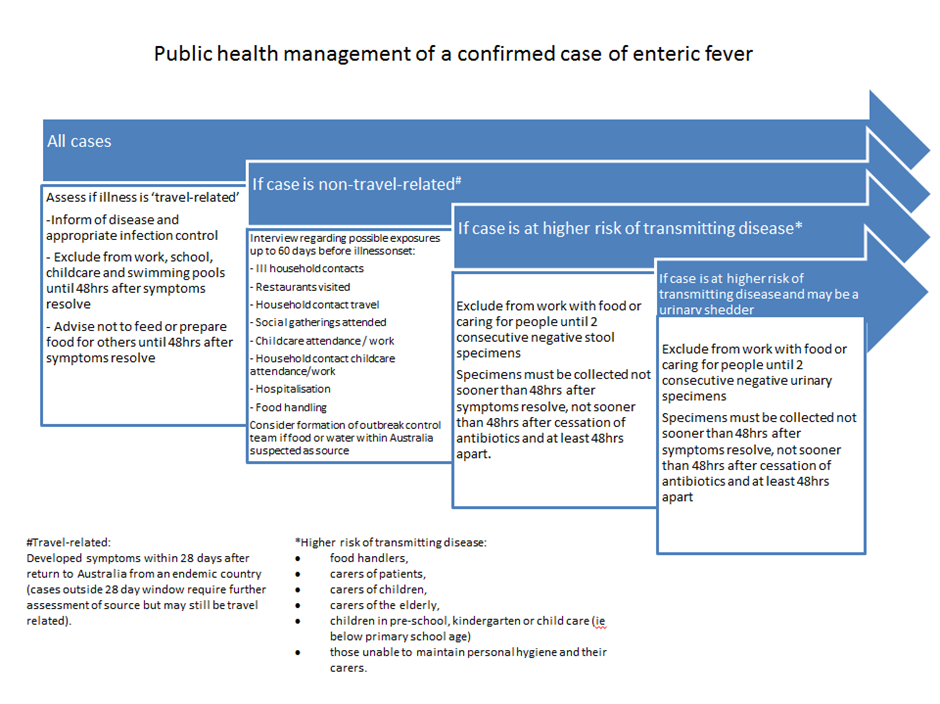 Public health management of a confirmed case of enteric fever
All cases
Assess if illness is ‘travel-related’
-Inform of disease and
appropriate infection control
- Exclude from work, school,
childcare and swimming pools
until 48hrs after symptoms
resolve
- Advise not to feed or prepare
food for others until 48hrs after
symptoms resolve
If case is non-travel-related#
Interview regarding possible exposures
up to 60 days before illness onset:
- Ill household contacts
- Restaurants visited
- Household contact travel
- Social gatherings attended
- Childcare attendance / work
- Household contact childcare
attendance/work
- Hospitalisation
- Food handling
Consider formation of outbreak control
team if food or water within Australia
suspected as source
If case is at higher risk of transmitting disease*
Exclude from work with food or
caring for people until 2
consecutive negative stool
specimens
Specimens must be collected not
sooner than 48hrs after
symptoms resolve, not sooner
than 48hrs after cessation of
antibiotics and at least 48hrs
apart.
If case is at higher risk of
transmitting disease and may be a
urinary shedder
Exclude from work with food or
caring for people until 2
consecutive negative urinary
specimens
Specimens must be collected not
sooner than 48hrs after
symptoms resolve, not sooner
than 48hrs after cessation of
antibiotics and at least 48hrs
apart
#Travel-related:
Developed symptoms within 28 days after
return to Australia from an endemic country
(cases outside 28 day window require further
assessment of source but may still be travel
related).
*Higher risk of transmitting disease:
• food handlers,
• carers of patients,
• carers of children,
• carers of the elderly,
• children in pre-school, kindergarten or child care (ie
below primary school age)
• those unable to maintain personal hygiene and their
carers.